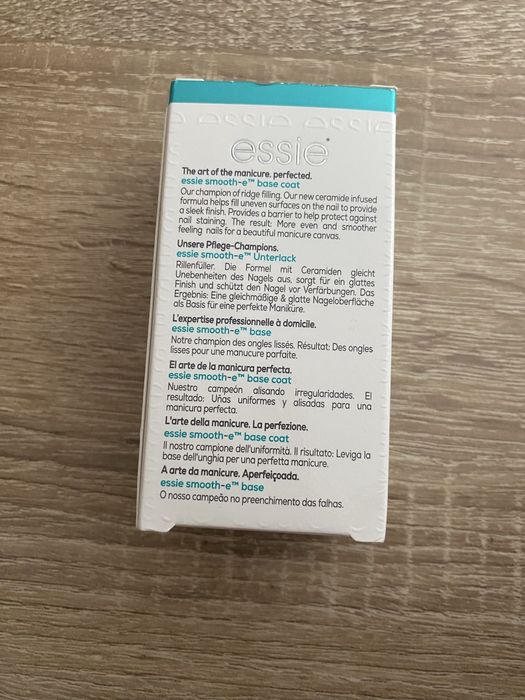 essie
The art of the manicure. perfected.
essie smooth-e™ base coat
Our champion of ridge filling. Our new ceramide infused
formula helps fill uneven surfaces on the nail to provide
a sleek finish. Provides a barrier to help protect against
nail staining. The result: More even and smoother
feeling nails for a beautiful manicure canvas.
Unsere Pflege-Champions.
essie smooth-e™ Unterlack
Rillenfüller. Die Formel mit Ceramiden gleicht
Unebenheiten des Nagels aus, sorgt für ein glattes
Finish und schützt den Nagel vor Verfärbungen. Das
Ergebnis: Eine gleichmäßige & glatte Nageloberfläche
als Basis für eine perfekte Maniküre.
L'expertise professionnelle à domicile.
essie smooth-e™ base
Notre champion des ongles lissés. Résultat: Des ongles
lisses pour une manucure parfaite.
El arte de la manicura perfecta.
essie smooth-e™ base coat
Nuestro campeón alisando irregularidades. El
resultado: Uñas uniformes y alisadas para una
manicura perfecta.
L'arte della manicure. La perfezione.
essie smooth-e™ base coat
Il nostro campione dell'uniformità. Il risultato: Leviga la
base dell'unghia per una perfetta manicure.
A arte da manicure. Aperfeiçoada.
essie smooth-e™ base
O nosso campeão no preenchimento das falhas.